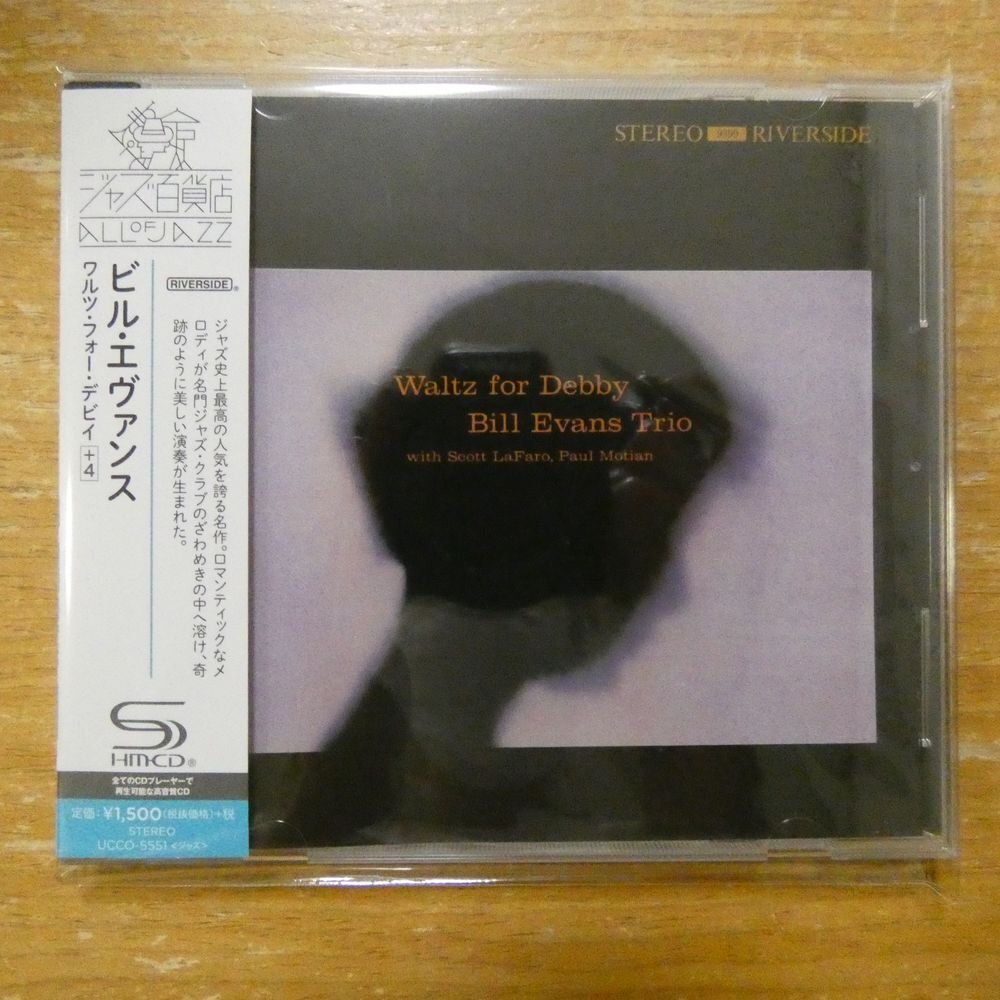 ジャズ百貨店
ALL OF JAZZ
ビル・エヴァンス
ワルツ・フォー・デビイ +4
RIVERSIDE®
ジャズ史上最高の人気を誇る名作。ロマンティックなメ
ロディが名門ジャズ・クラブのざわめきの中へ溶け、奇
跡のように美しい演奏が生まれた。
SHM-CD®
全てのCDプレーヤーで
再生可能な高音質CD
定価:¥1,500(税抜価格)+税
STEREO
UCCO-5551 <ジャズ>
STEREO 9399 RIVERSIDE
Waltz for Debby
Bill Evans Trio
with Scott LaFaro, Paul Motian